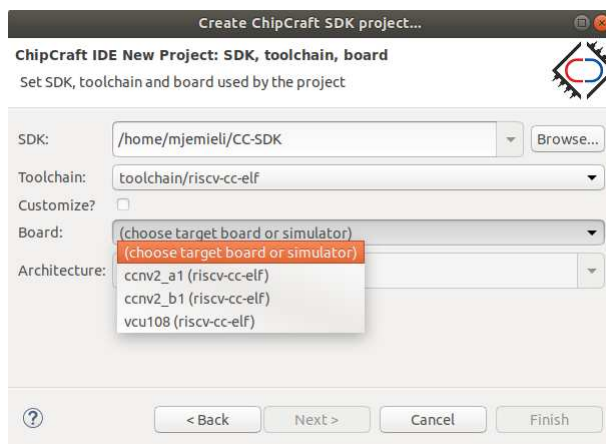 Create ChipCraft SDK project...
ChipCraft IDE New Project: SDK, toolchain, board
Set SDK, toolchain and board used by the project
SDK: /home/mjemieli/CC-SDK Browse...
Toolchain: toolchain/riscv-cc-elf
Customize?
Board: (choose target board or simulator)
(choose target board or simulator)
Architecture: ccnv2_a1 (riscv-cc-elf)
ccnv2_b1 (riscv-cc-elf)
vcu108 (riscv-cc-elf)
? < Back Next > Cancel Finish